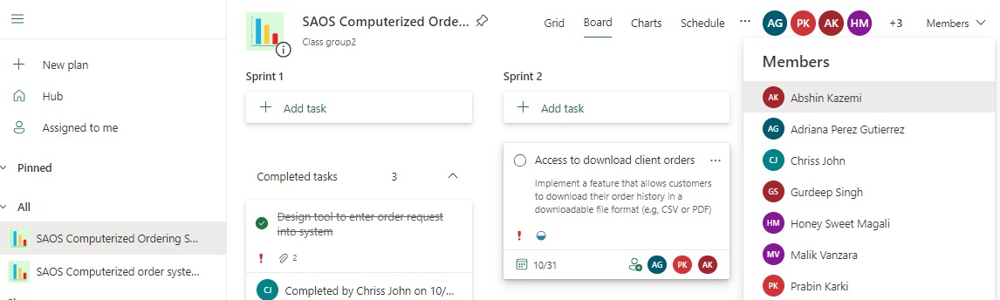 SAOS Computerized Orde...
Class group2
Grid
Board
Charts
Schedule
...
AG
PK
AK
HM
+3
Members
New plan
Hub
Assigned to me
Pinned
All
SAOS Computerized Ordering S...
SAOS Computerized order syste...
Sprint 1
Add task
Completed tasks 3
Design tool to enter order request
into system
2
CJ
Completed by Chriss John on 10/...
Sprint 2
Add task
Access to download client orders
...
Implement a feature that allows customers
to download their order history in
a downloadable file format (e.g, CSV or PDF)
10/31
AG
PK
AK
Members
AK Abshin Kazemi
AG Adriana Perez Gutierrez
CJ Chriss John
GS Gurdeep Singh
HM Honey Sweet Magali
MV Malik Vanzara
PK Prabin Karki